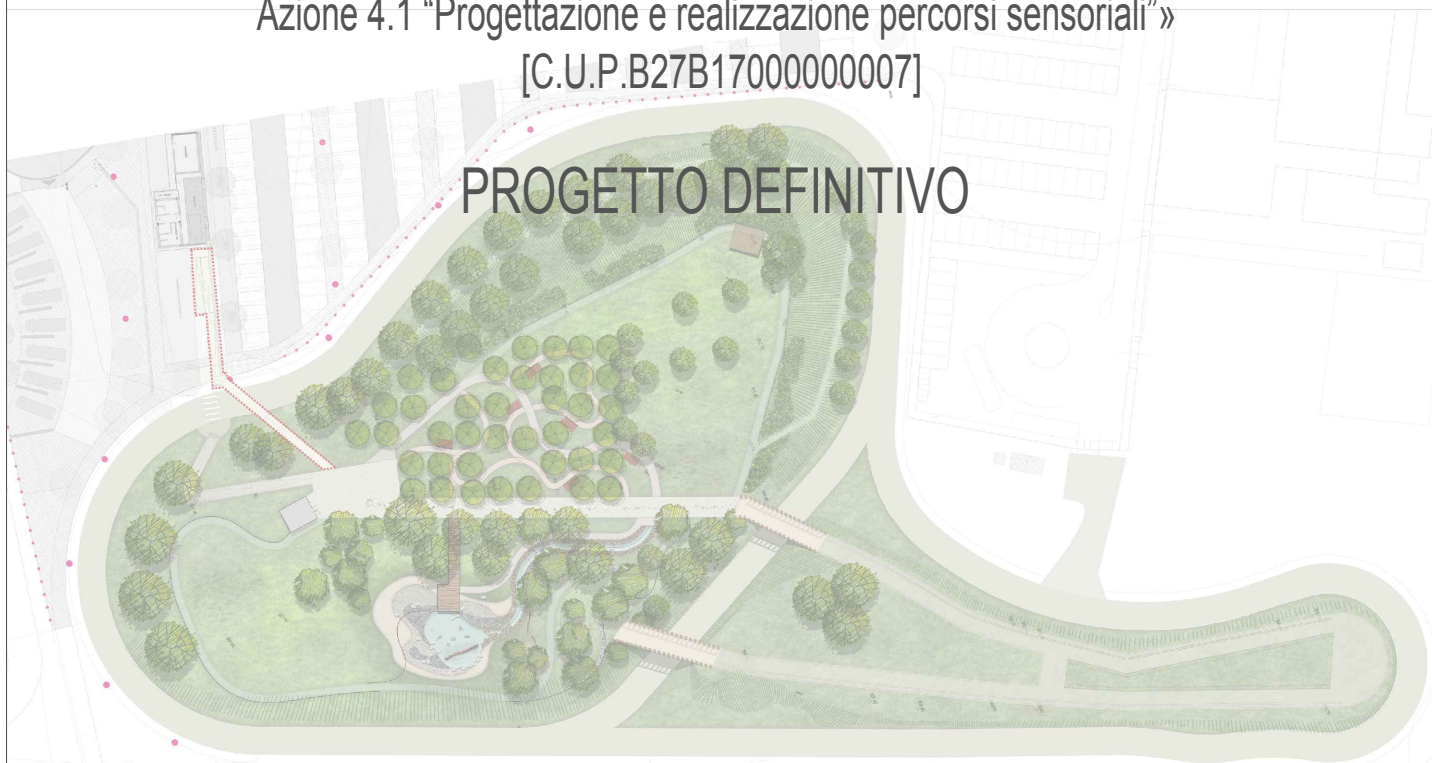 Azione 4.1 “Progettazione e realizzazione percorsi sensoriali”»
[C.U.P.B27B17000000007]
PROGETTO DEFINITIVO